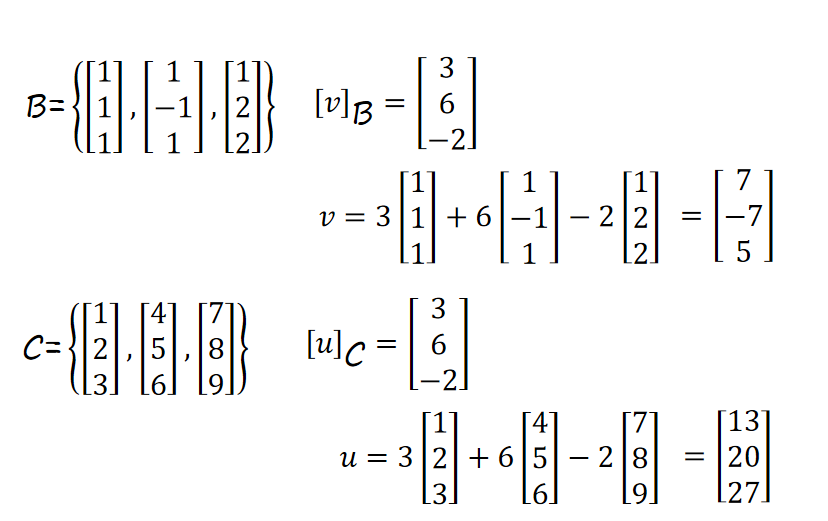 B={[1 1 1], [1 −1 1], [1 2 2]} [v]B = [3 6 −2]
v = 3 [1 1 1] + 6 [1 −1 1] − 2 [1 2 2] = [7 −7 5]
C={[1 2 3], [4 5 6], [7 8 9]} [u]C = [3 6 −2]
u = 3 [1 2 3] + 6 [4 5 6] − 2 [7 8 9] = [13 20 27]